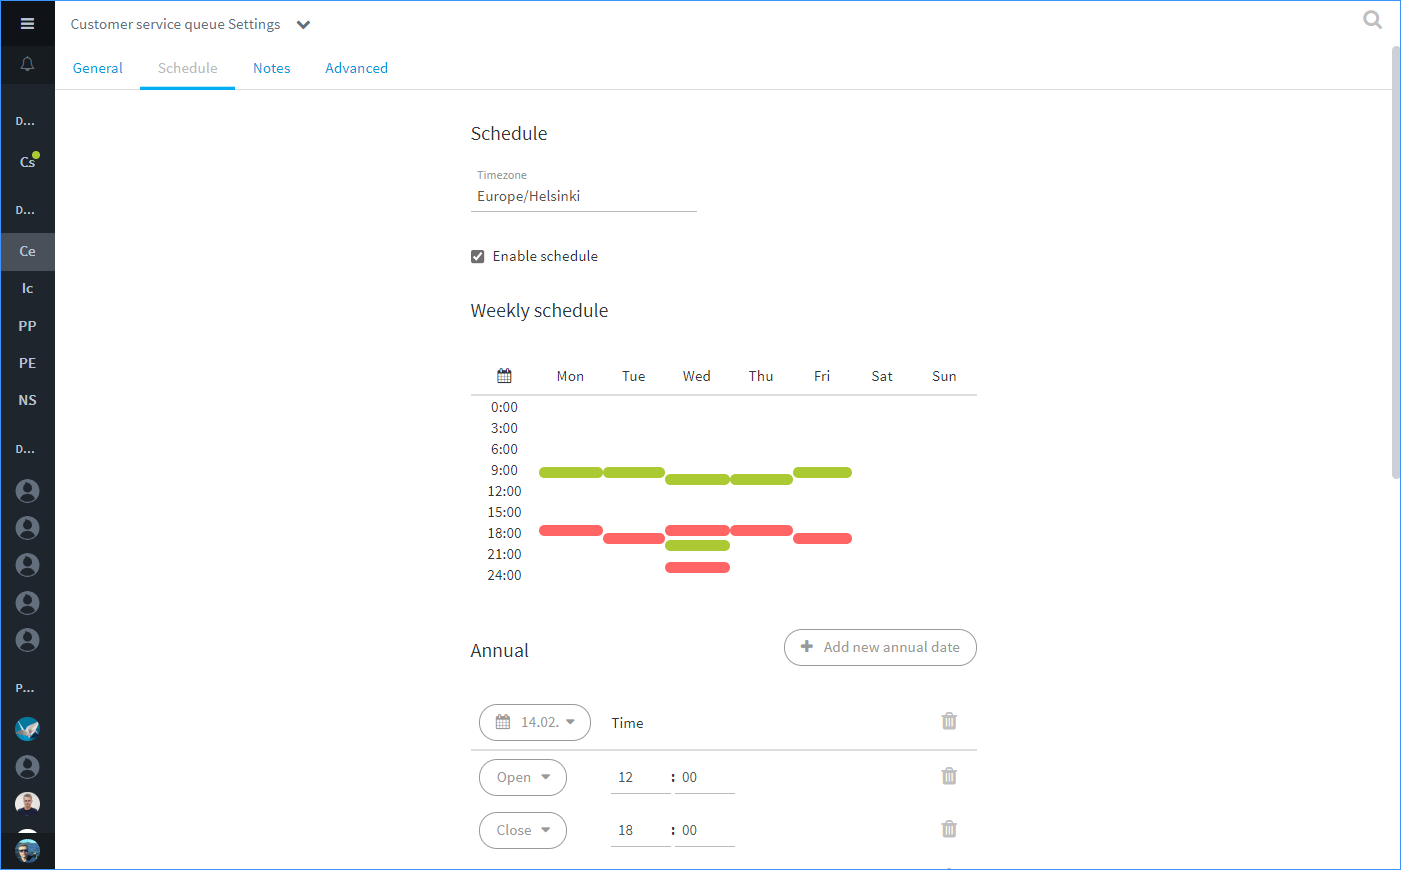 Customer service queue Settings
General Schedule Notes Advanced
D...
Cs
D...
Ce
Ic
PP
PE
NS
D...
P...
Schedule
Timezone
Europe/Helsinki
Enable schedule
Weekly schedule
Mon Tue Wed Thu Fri Sat Sun
0:00
3:00
6:00
9:00
12:00
15:00
18:00
21:00
24:00
Annual
Add new annual date
14.02. Time
Open 12 : 00
Close 18 : 00